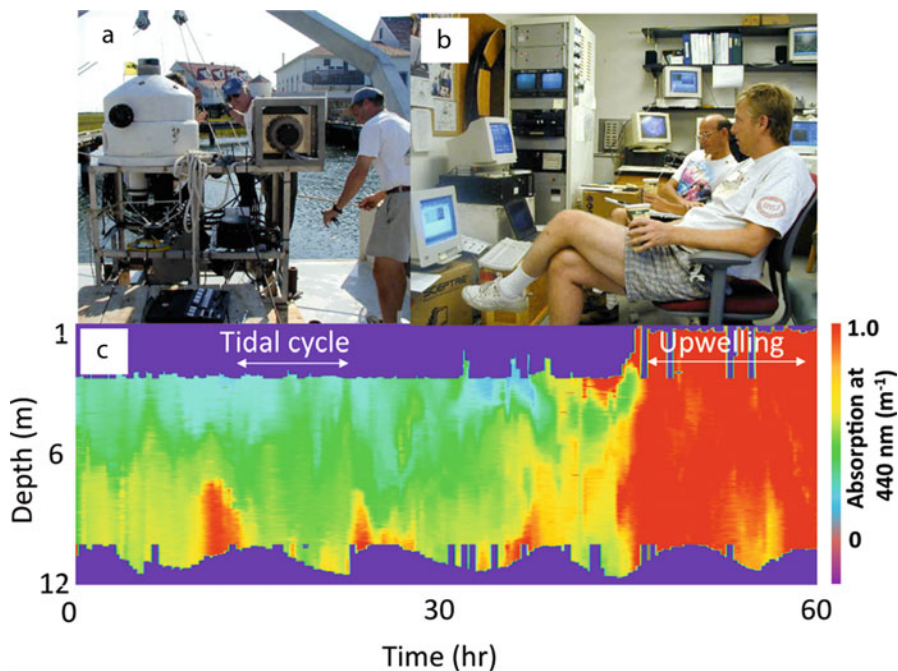 a
b
SCEPTRE
c
Tidal cycle
Upwelling
1
6
12
Depth (m)
0
30
60
Time (hr)
1.0
0
Absorption at
440 nm (m⁻¹)